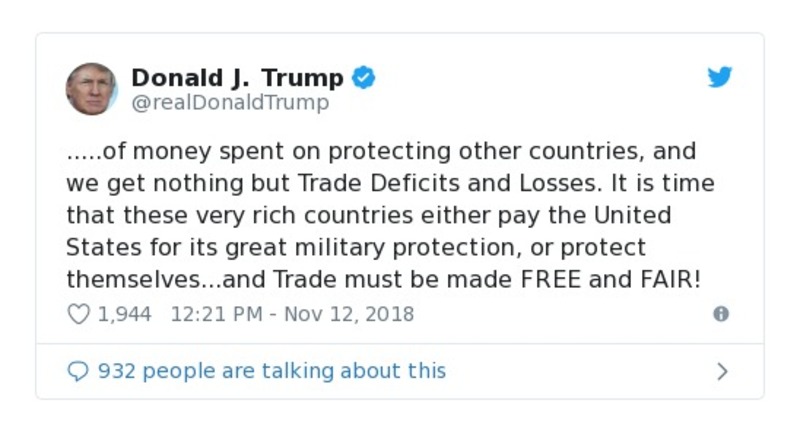 Donald J. Trump
@realDonaldTrump
.....of money spent on protecting other countries, and
we get nothing but Trade Deficits and Losses. It is time
that these very rich countries either pay the United
States for its great military protection, or protect
themselves...and Trade must be made FREE and FAIR!
1,944 12:21 PM - Nov 12, 2018
932 people are talking about this